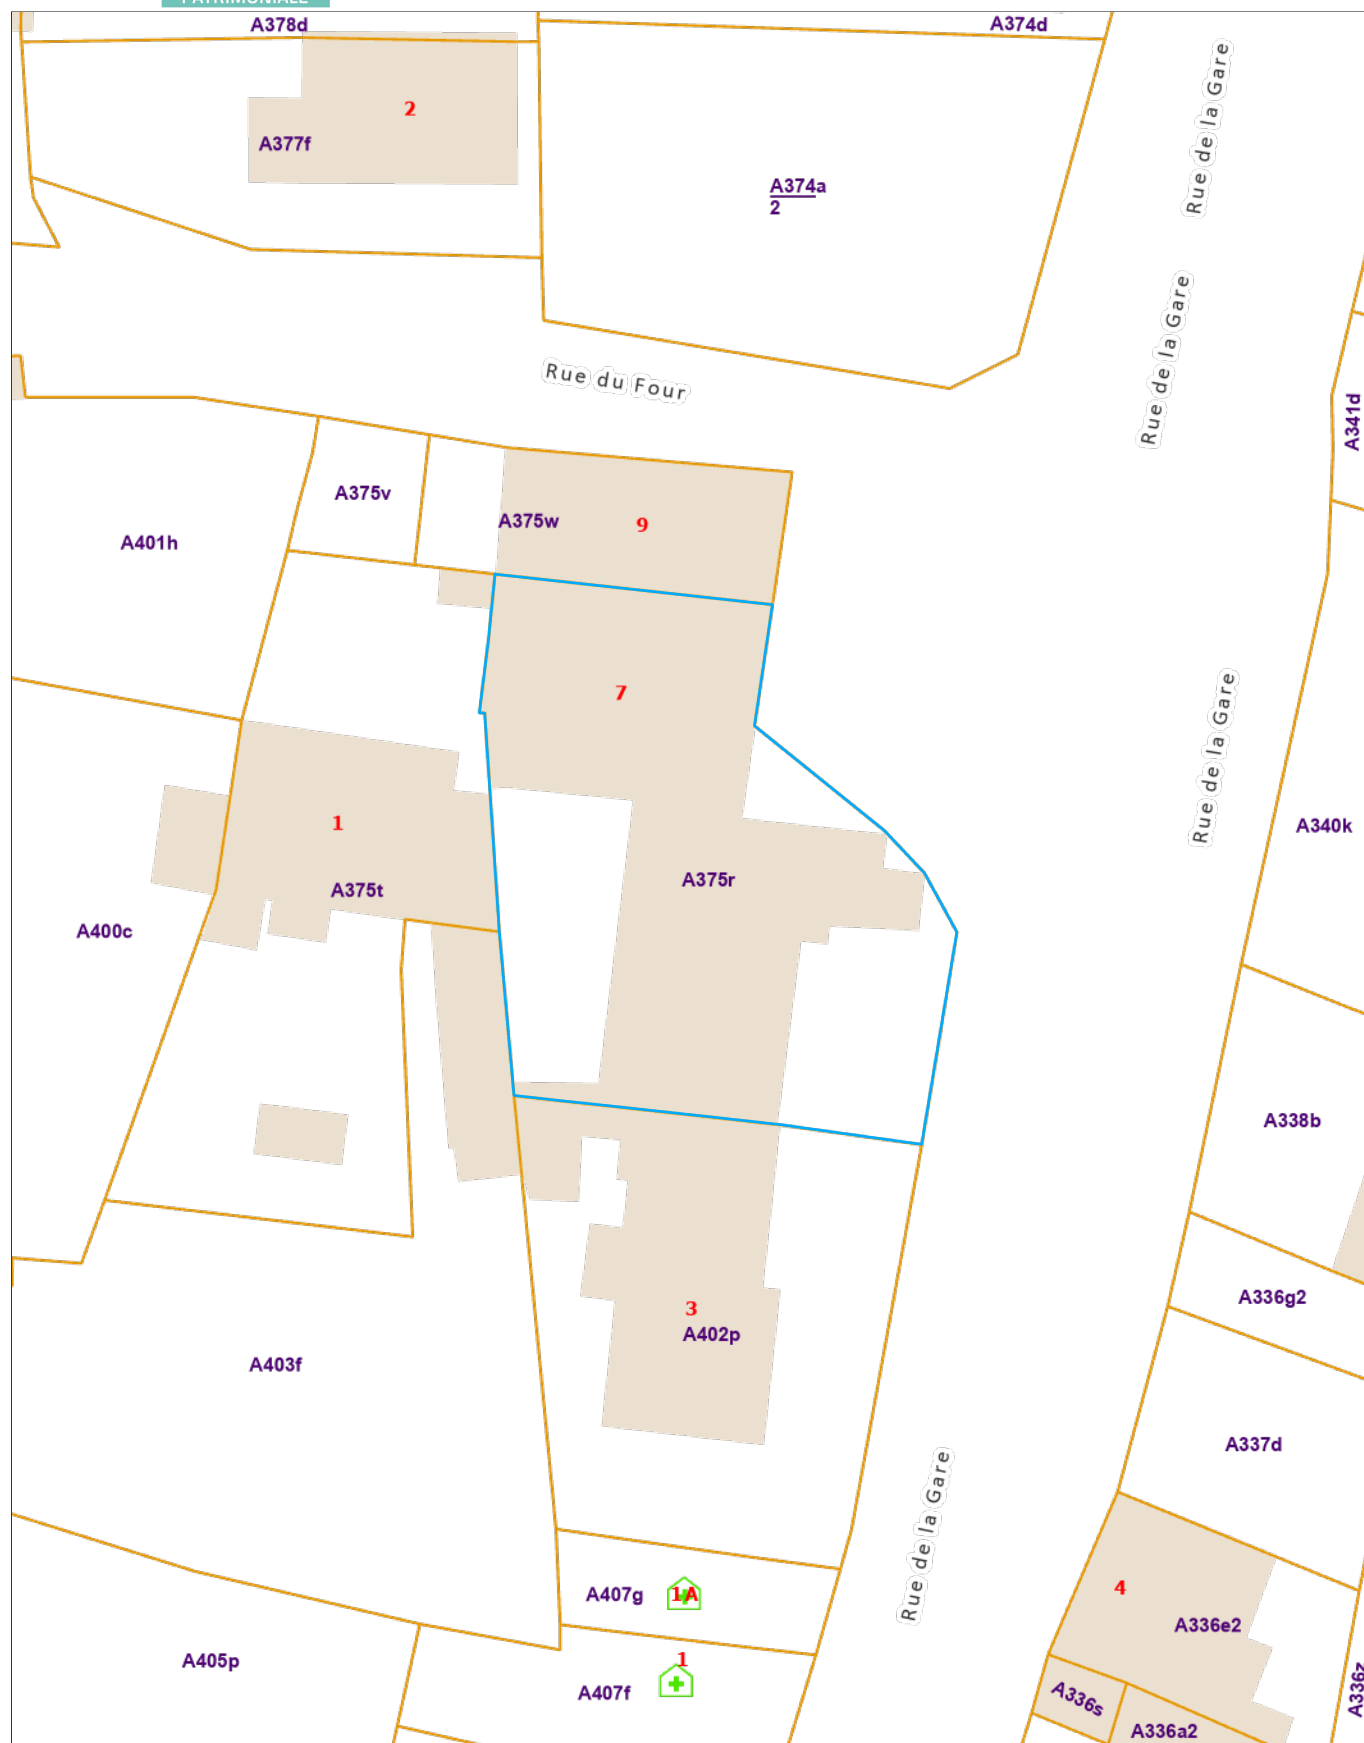 PATRIMONIALE
A378d
A374d
2
A377f
A374a
2
Rue de la Gare
Rue de la Gare
Rue du Four
A341d
A375v
A375w
9
A401h
7
Rue de la Gare
1
A340k
A375r
A375t
A400c
A338b
A336g2
3
A402p
A403f
A337d
Rue de la Gare
4
A407g
1A
A336e2
A405p
1
A407f
A336s
A336z
A336a2